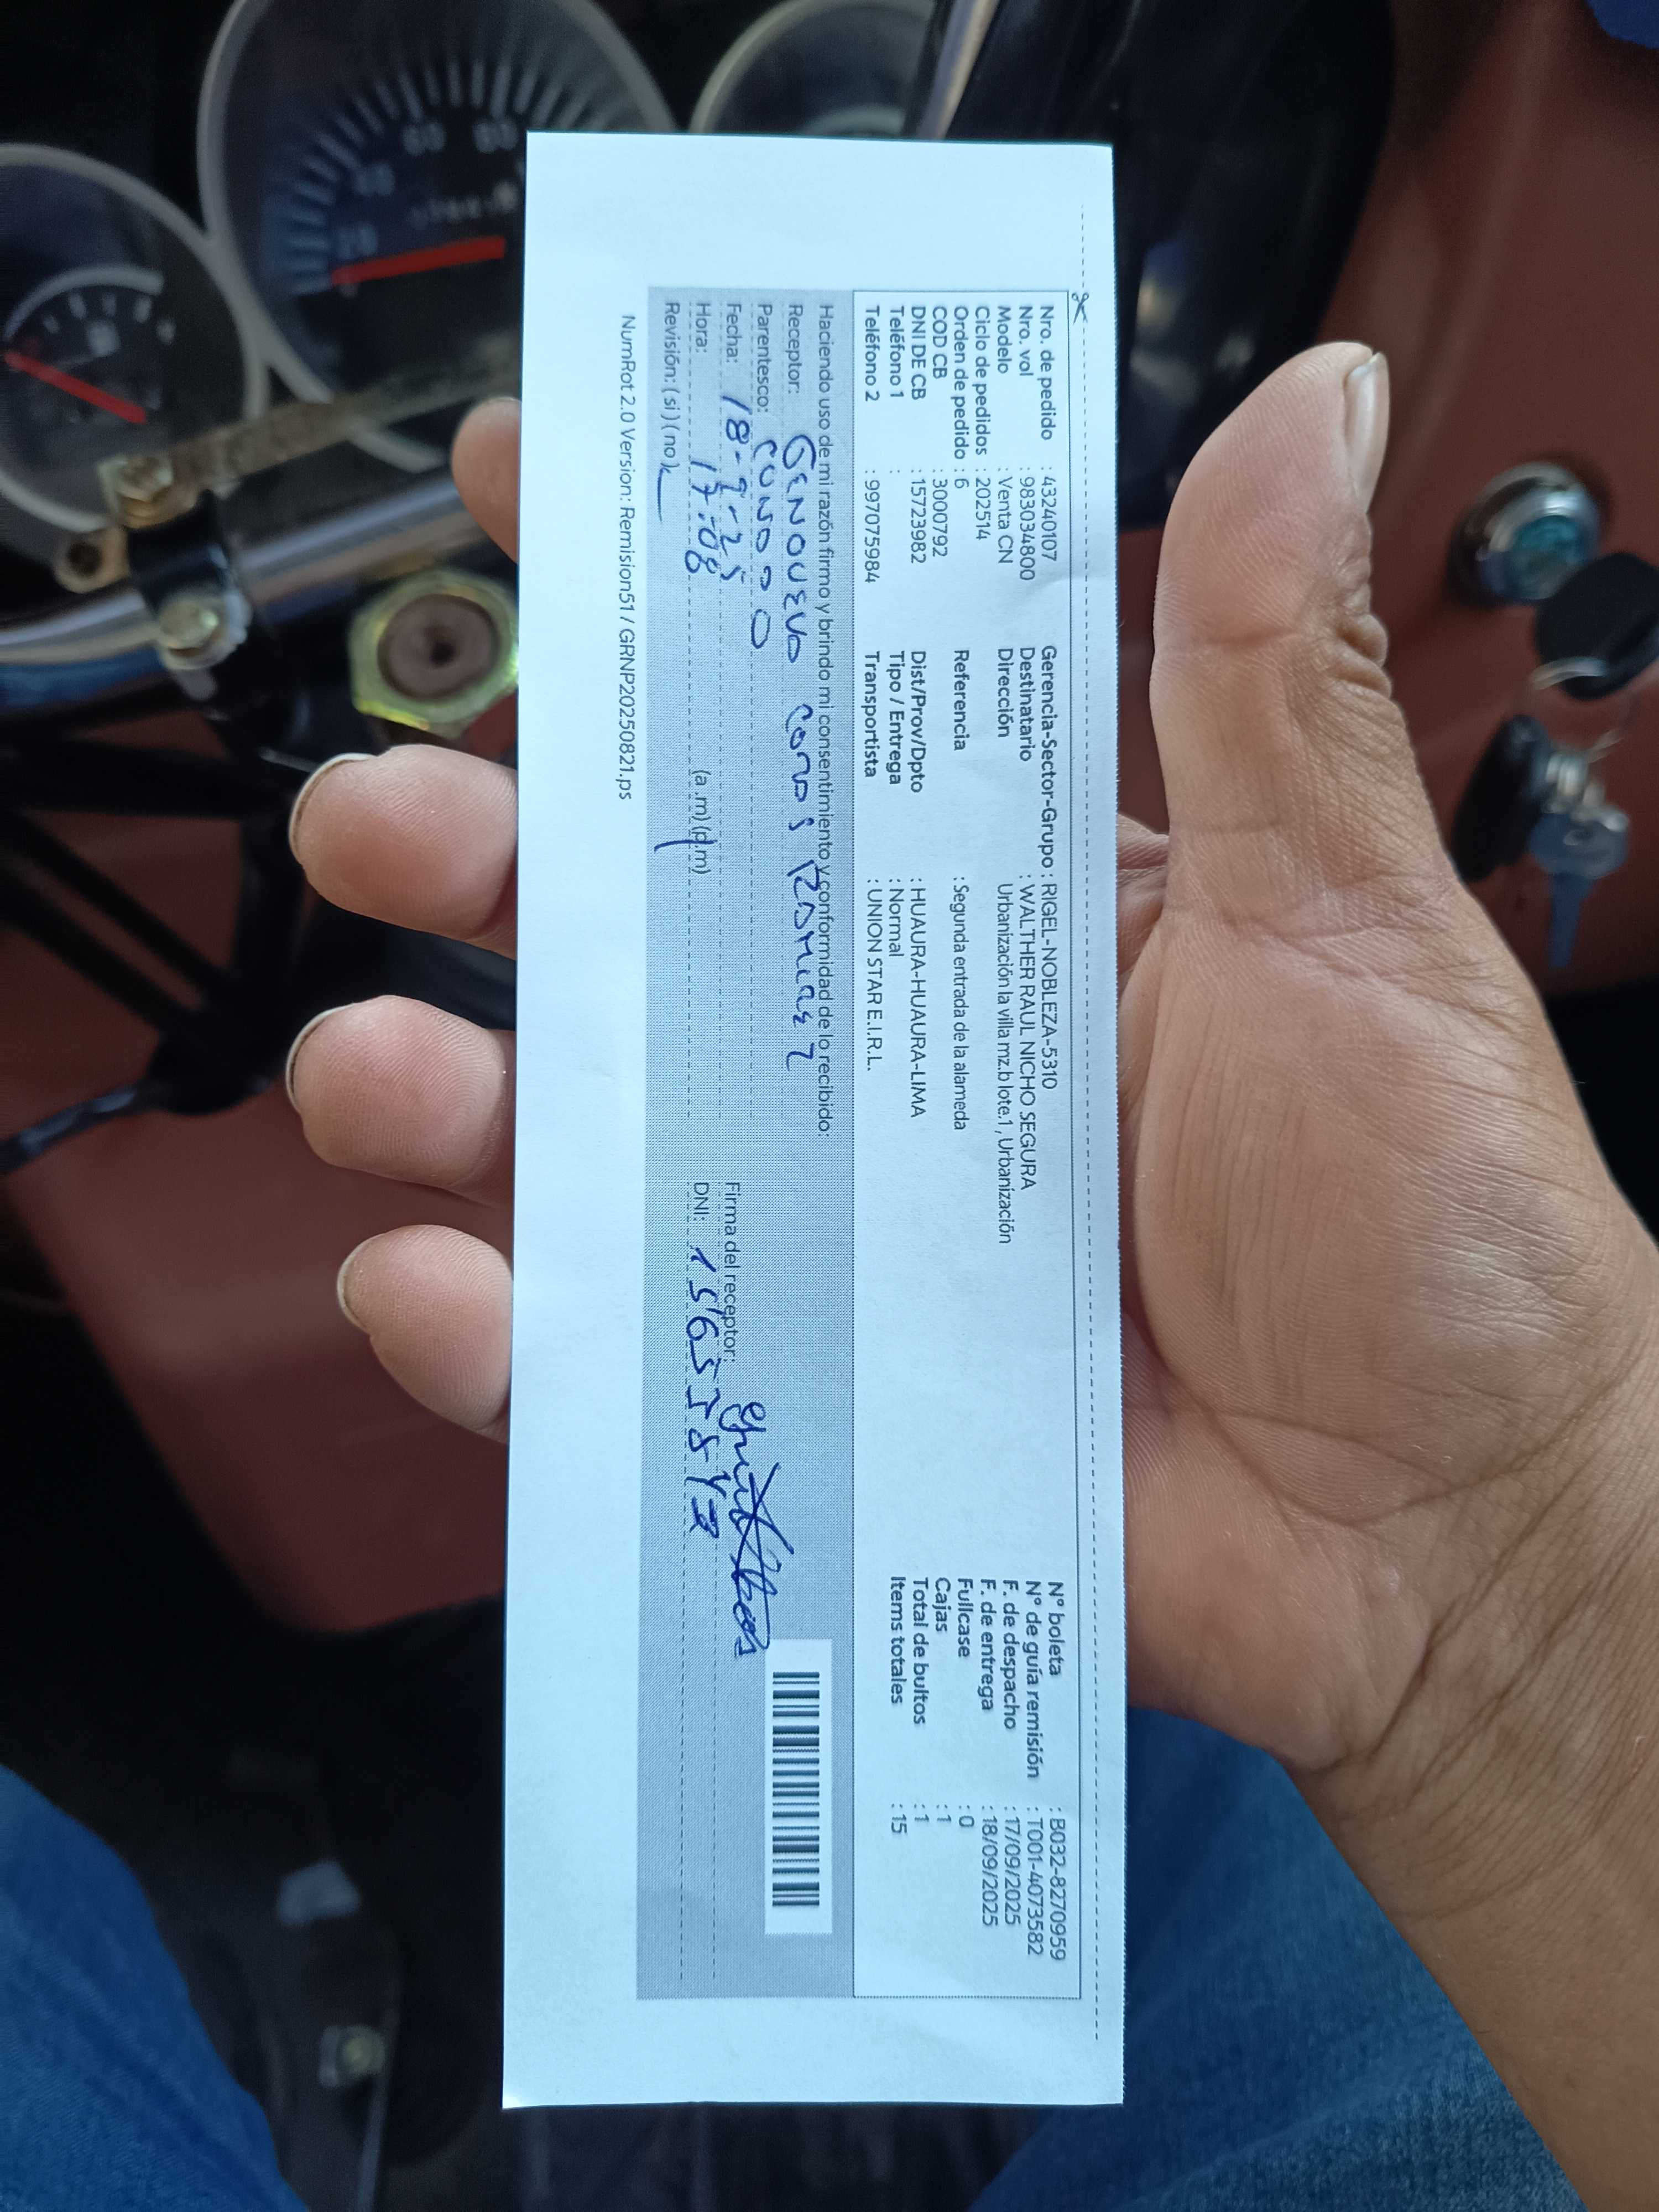 Nro. de pedido : 43240107 Gerencia-Sector-Grupo : RIGEL-NOBLEZA-5310 N° boleta : B032-8270959
Nro. vol : 983034800 Destinatario : WALTHER RAUL NICHO SEGURA N° de guía remisión : T001-4073582
Modelo : Venta CN Dirección Urbanización la villa mz.b lote.1 , Urbanización F. de despacho : 17/09/2025
Ciclo de pedidos : 202514 F. de entrega : 18/09/2025
Orden de pedido : 6 Referencia : Segunda entrada de la alameda Fullcase : 0
COD CB : 3000792 Cajas : 1
DNI DE CB : 15723982 Dist/Prov/Dpto : HUAURA-HUAURA-LIMA Total de bultos : 1
Teléfono 1 : Tipo / Entrega : Normal Items totales : 15
Teléfono 2 : 997075984 Transportista : UNION STAR E.I.R.L.
Haciendo uso de mi razón firmo y brindo mi consentimiento y conformidad de lo recibido:
Receptor:
Parentesco:
Fecha: 18-9-25 Firma del receptor:
Hora: 17:08 (a.m)(p.m) DNI:
Revisión: ( si ) ( no )
NumRot 2.0 Version: Remision51 / GRNP20250821.ps
20
40
60
80